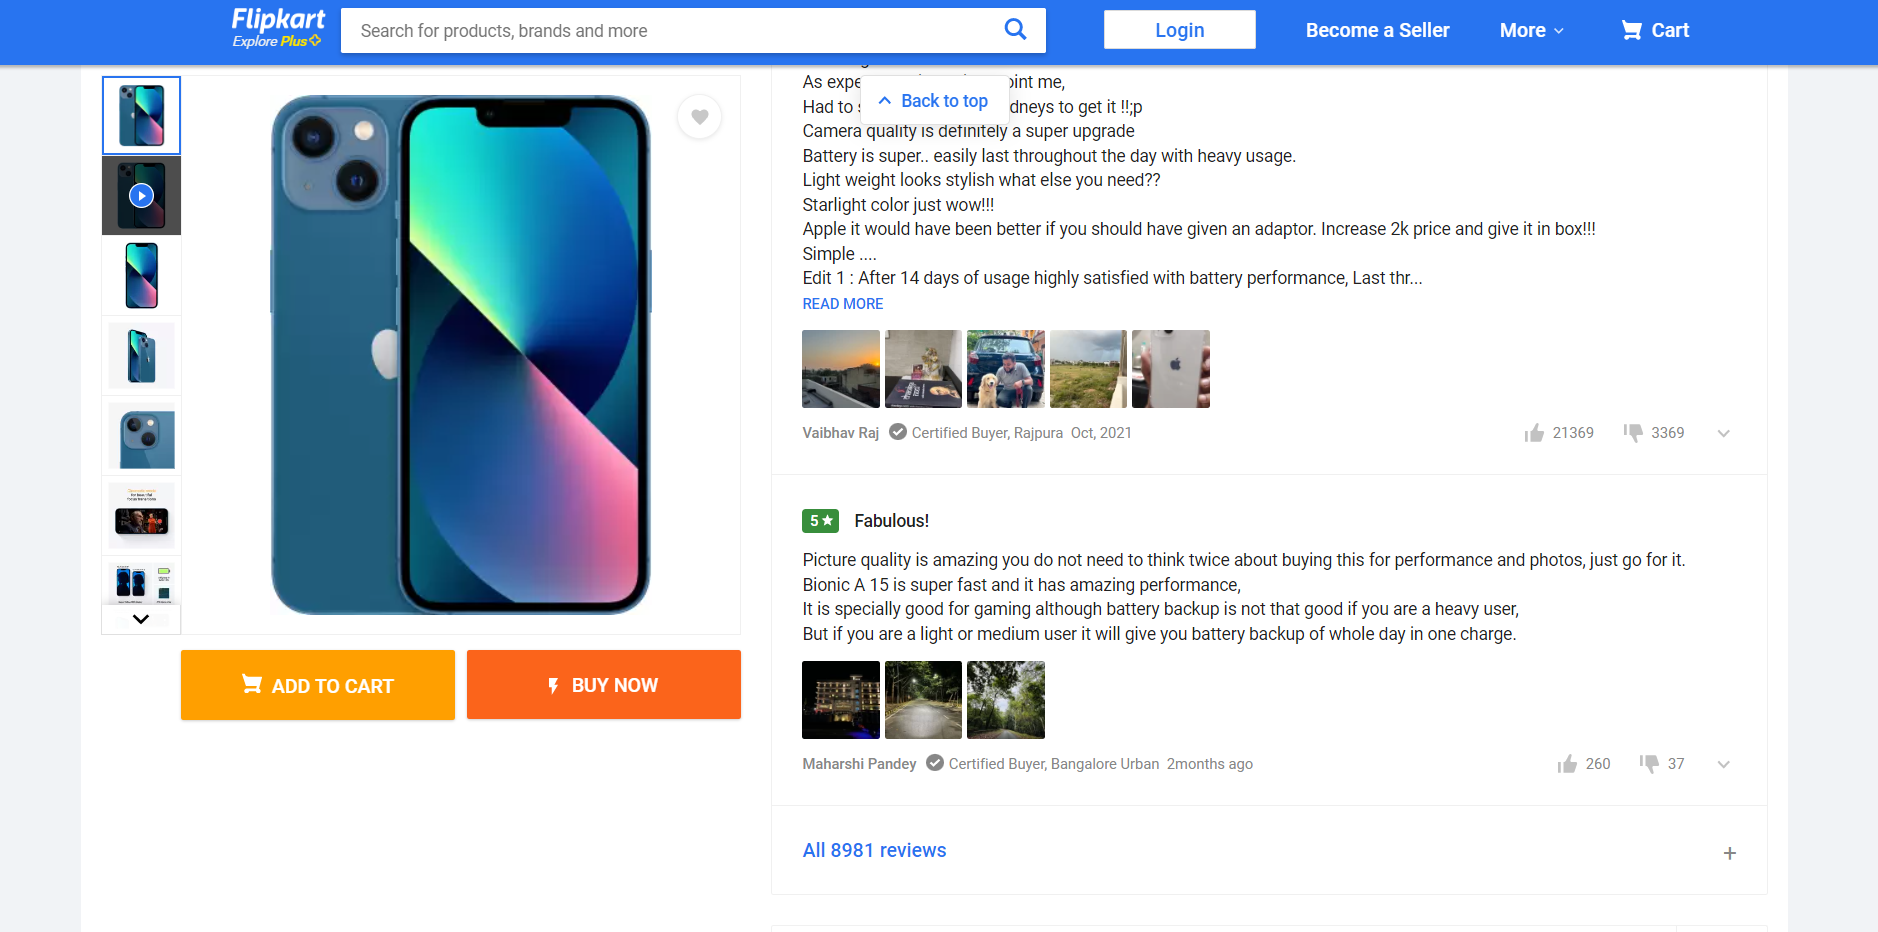 Flipkart
Explore Plus
Search for products, brands and more
Login
Become a Seller
More
Cart
As expe
oint me,
Had to
dneys to get it !!;p
Back to top
Camera quality is definitely a super upgrade
Battery is super.. easily last throughout the day with heavy usage.
Light weight looks stylish what else you need??
Starlight color just wow!!!
Apple it would have been better if you should have given an adaptor. Increase 2k price and give it in box!!!
Simple ....
Edit 1 : After 14 days of usage highly satisfied with battery performance, Last thr...
READ MORE
Vaibhav Raj Certified Buyer, Rajpura Oct, 2021
21369 3369
5★ Fabulous!
Picture quality is amazing you do not need to think twice about buying this for performance and photos, just go for it.
Bionic A 15 is super fast and it has amazing performance,
It is specially good for gaming although battery backup is not that good if you are a heavy user,
But if you are a light or medium user it will give you battery backup of whole day in one charge.
Maharshi Pandey Certified Buyer, Bangalore Urban 2months ago
260 37
All 8981 reviews
+
ADD TO CART
BUY NOW